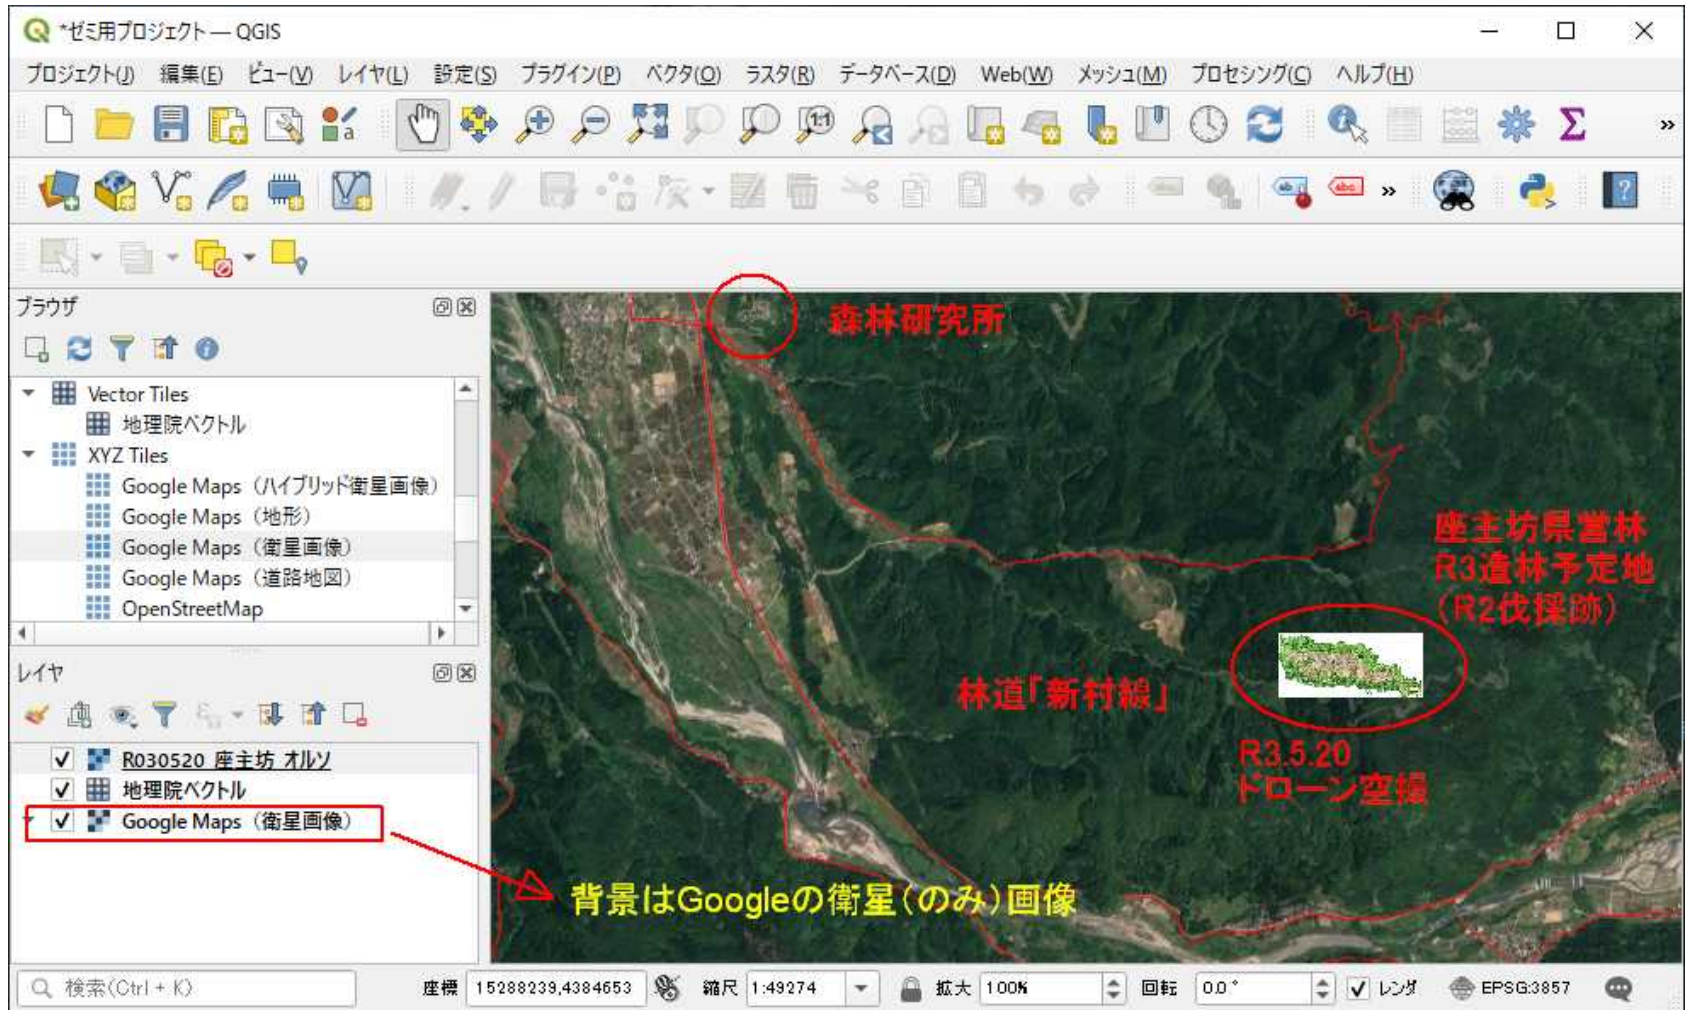 *ゼミ用プロジェクト — QGIS
プロジェクト(J) 編集(E) ビュー(V) レイヤ(L) 設定(S) プラグイン(P) ベクタ(O) ラスタ(R) データベース(D) Web(W) メッシュ(M) プロセシング(C) ヘルプ(H)
ブラウザ
Vector Tiles
地理院ベクトル
XYZ Tiles
Google Maps（ハイブリッド衛星画像）
Google Maps（地形）
Google Maps（衛星画像）
Google Maps（道路地図）
OpenStreetMap
レイヤ
R030520_座主坊_オルソ
地理院ベクトル
Google Maps（衛星画像）
森林研究所
座主坊県営林
R3造林予定地
（R2伐採跡）
林道「新村線」
R3.5.20
ドローン空撮
背景はGoogleの衛星（のみ）画像
検索(Ctrl + K) 座標 15288239,4384653 縮尺 1:49274 拡大 100% 回転 0.0 ° レンダ EPSG:3857